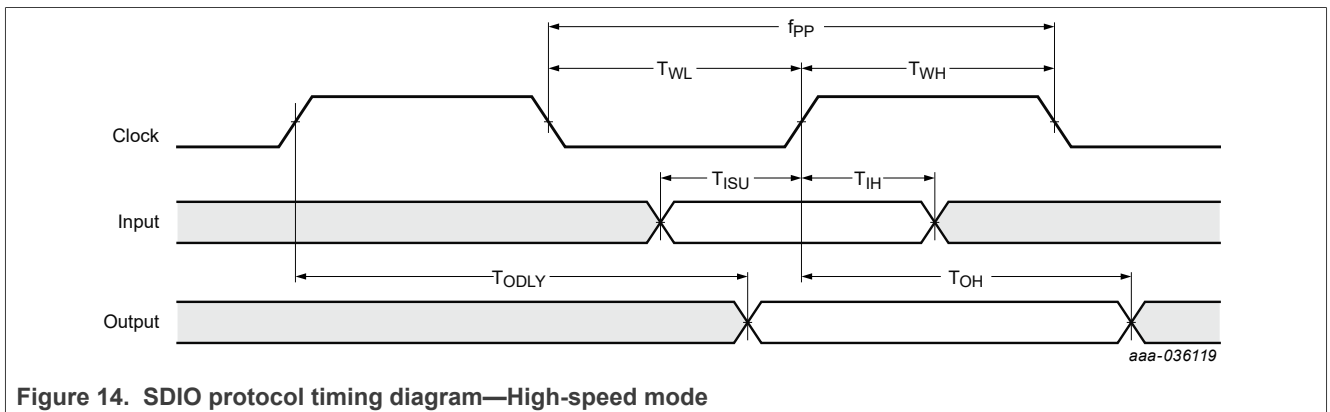 fPP
TWL TWH
Clock
TISU TIH
Input
TODLY TOH
Output
aaa-036119
Figure 14. SDIO protocol timing diagram—High-speed mode